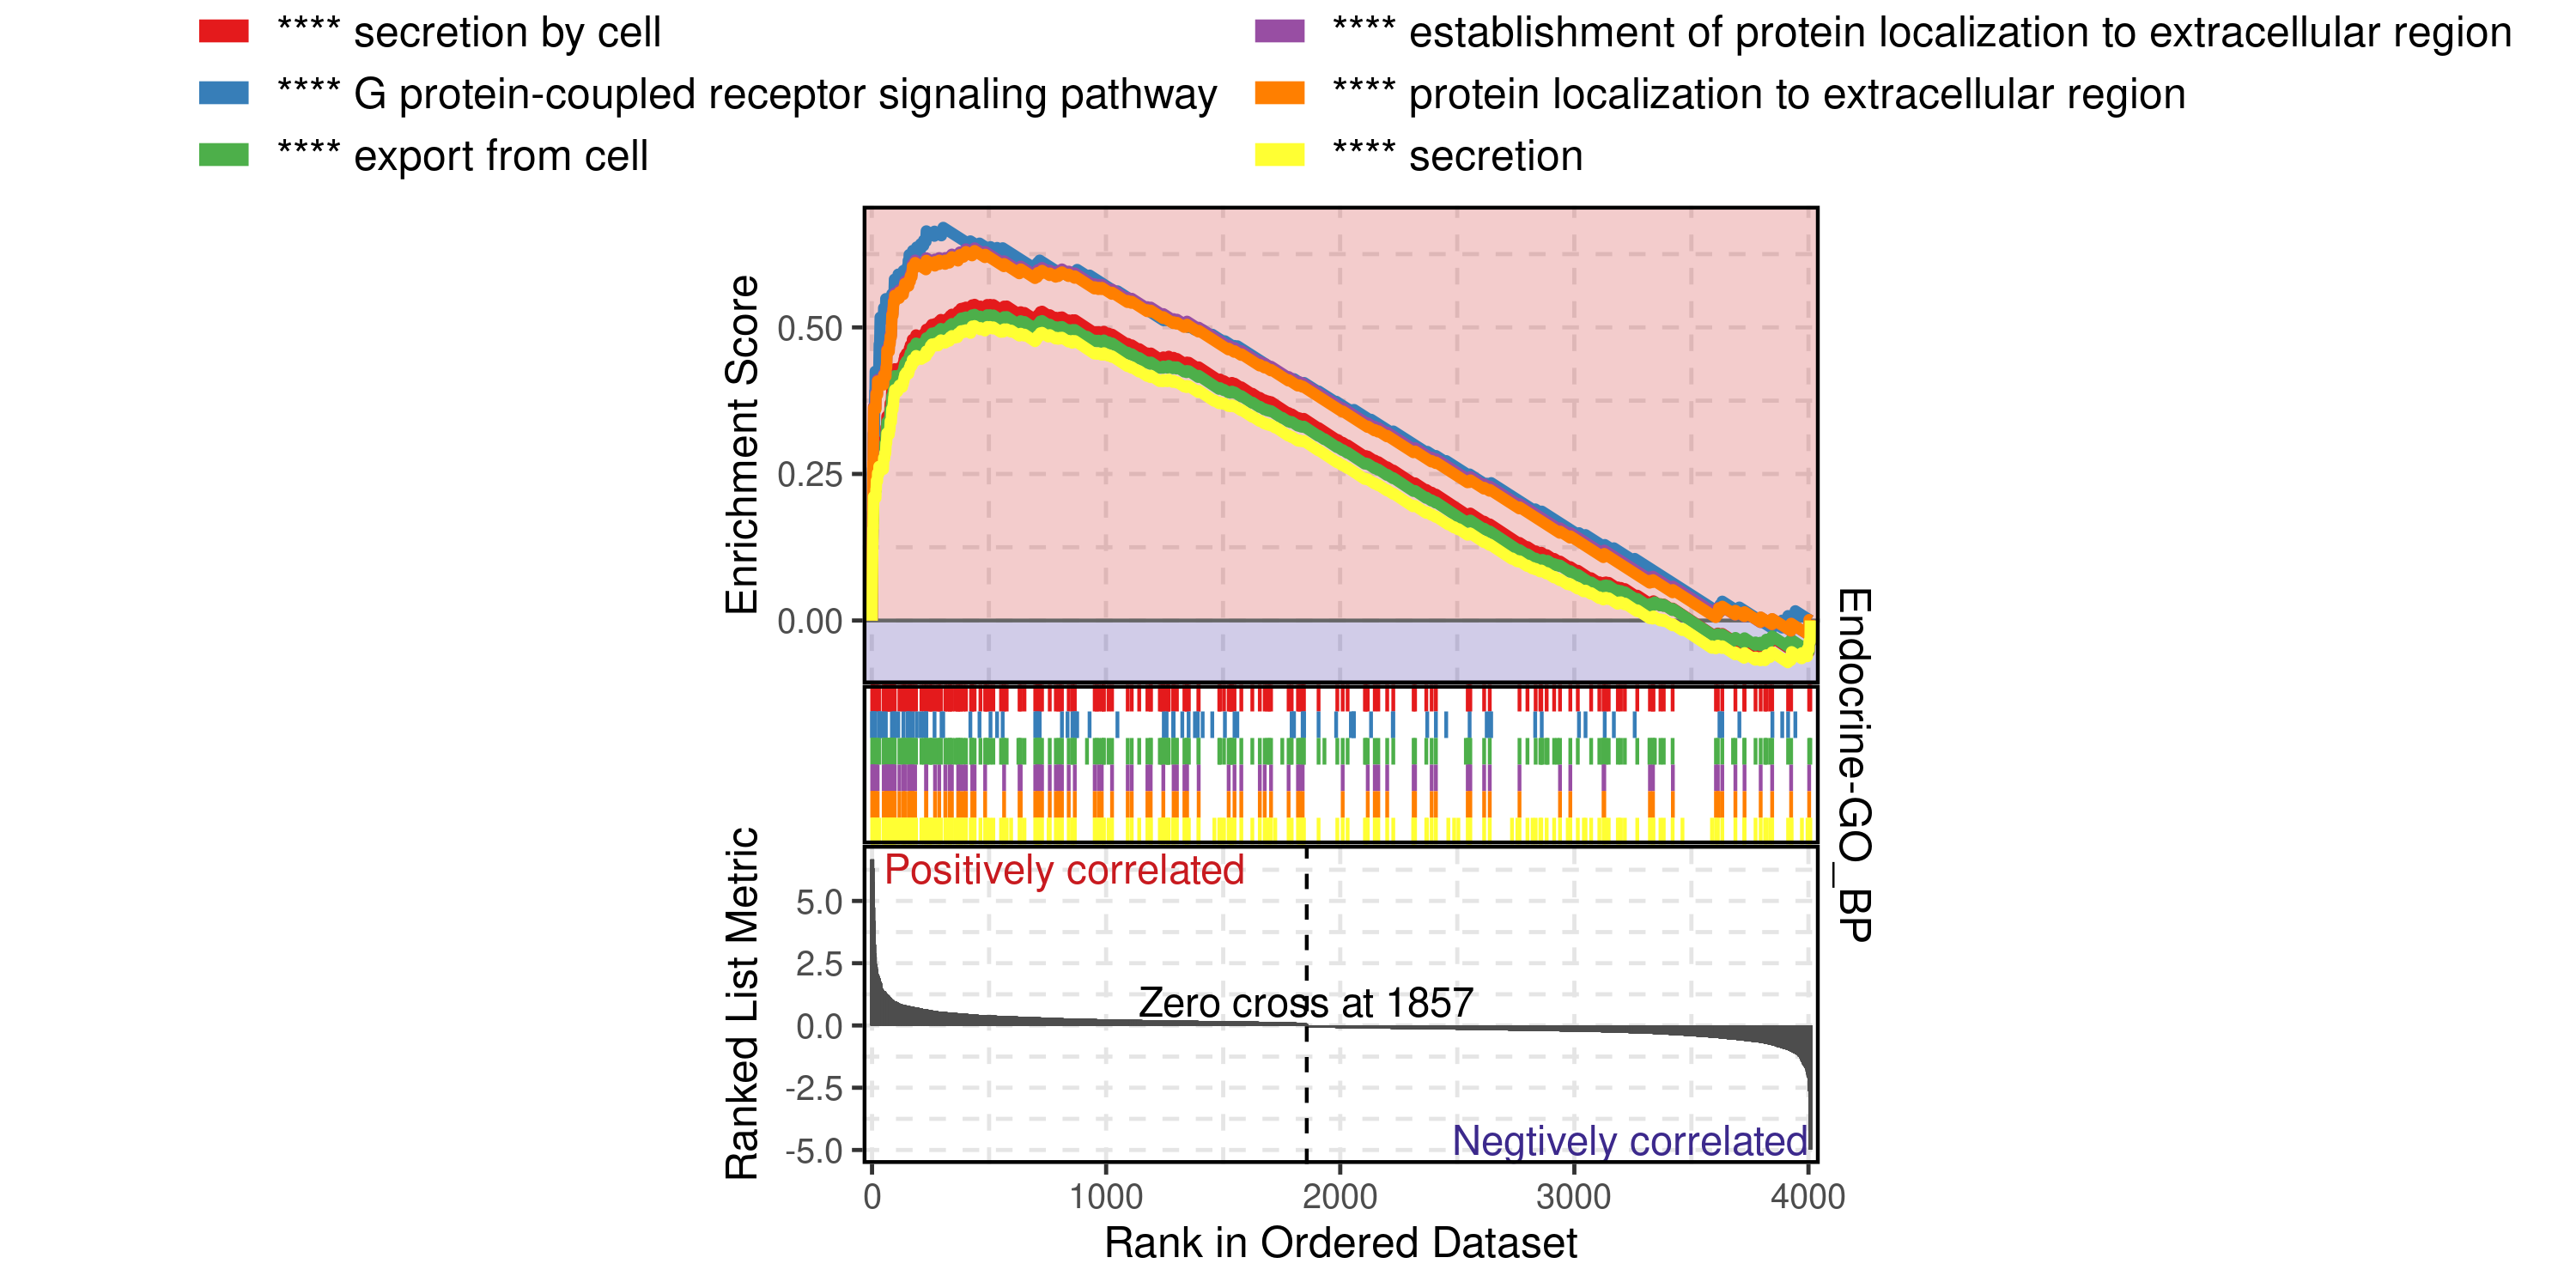 **** secretion by cell
**** G protein-coupled receptor signaling pathway
**** export from cell
**** establishment of protein localization to extracellular region
**** protein localization to extracellular region
**** secretion
Enrichment Score
0.50
0.25
0.00
Endocrine-GO_BP
Ranked List Metric
5.0
2.5
0.0
-2.5
-5.0
Positively correlated
Zero cross at 1857
Negtively correlated
0 1000 2000 3000 4000
Rank in Ordered Dataset